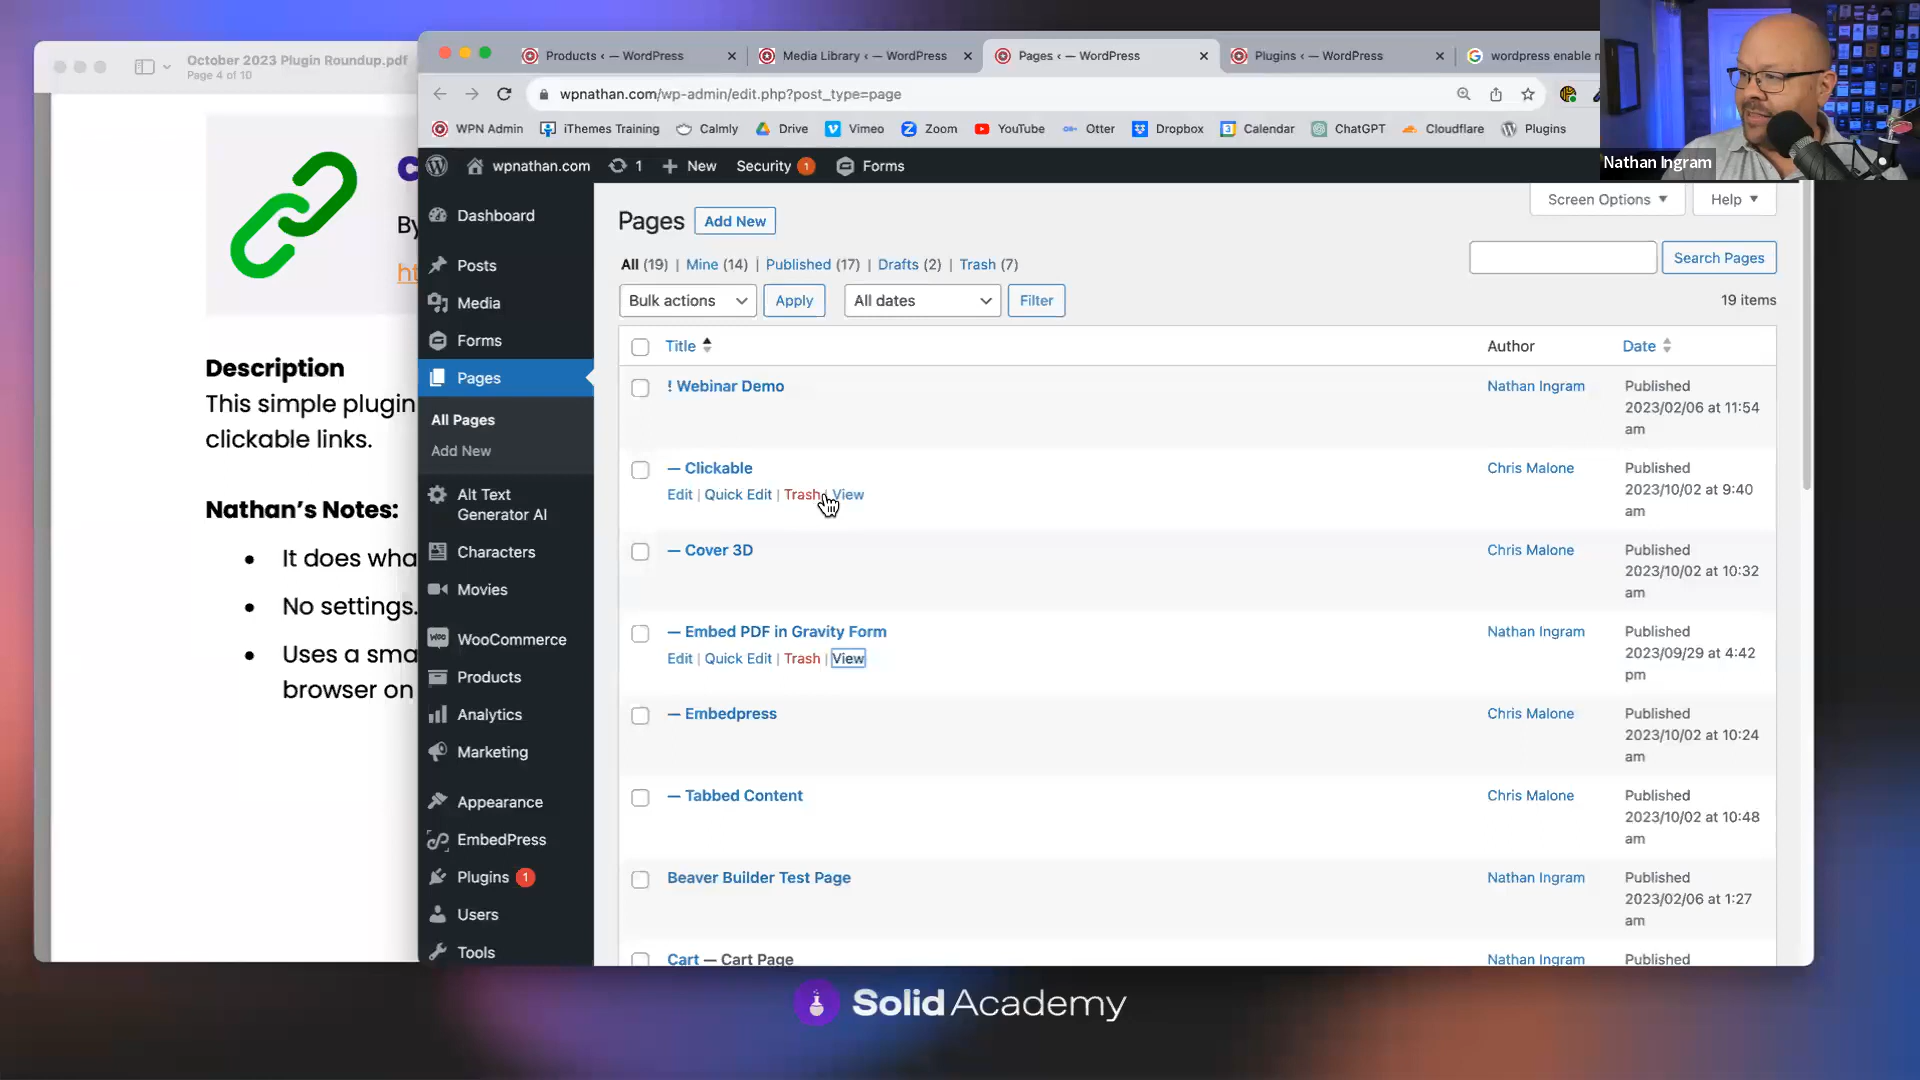 October 2023 Plugin Roundup.pdf
Page 4 of 10
C
By
ht
Description
This simple plugin
clickable links.
Nathan's Notes:
• It does wha
• No settings.
• Uses a sma
browser on
Products ‹ — WordPress
Media Library ‹ — WordPress
Pages ‹ — WordPress
Plugins ‹ — WordPress
wordpress enable
wpnathan.com/wp-admin/edit.php?post_type=page
WPN Admin
iThemes Training
Calmly
Drive
Vimeo
Zoom
YouTube
Otter
Dropbox
Calendar
ChatGPT
Cloudflare
Plugins
Nathan Ingram
wpnathan.com
1
New
Security 1
Forms
Dashboard
Posts
Media
Forms
Pages
All Pages
Add New
Alt Text
Generator AI
Characters
Movies
WooCommerce
Products
Analytics
Marketing
Appearance
EmbedPress
Plugins 1
Users
Tools
Screen Options
Help
Pages
Add New
All (19) | Mine (14) | Published (17) | Drafts (2) | Trash (7)
Search Pages
Bulk actions
Apply
All dates
Filter
19 items
Title
Author
Date
! Webinar Demo
Nathan Ingram
Published
2023/02/06 at 11:54
am
— Clickable
Edit | Quick Edit | Trash | View
Chris Malone
Published
2023/10/02 at 9:40
am
— Cover 3D
Chris Malone
Published
2023/10/02 at 10:32
am
— Embed PDF in Gravity Form
Edit | Quick Edit | Trash | View
Nathan Ingram
Published
2023/09/29 at 4:42
pm
— Embedpress
Chris Malone
Published
2023/10/02 at 10:24
am
— Tabbed Content
Chris Malone
Published
2023/10/02 at 10:48
am
Beaver Builder Test Page
Nathan Ingram
Published
2023/02/06 at 1:27
am
Cart — Cart Page
Nathan Ingram
Published
Solid Academy